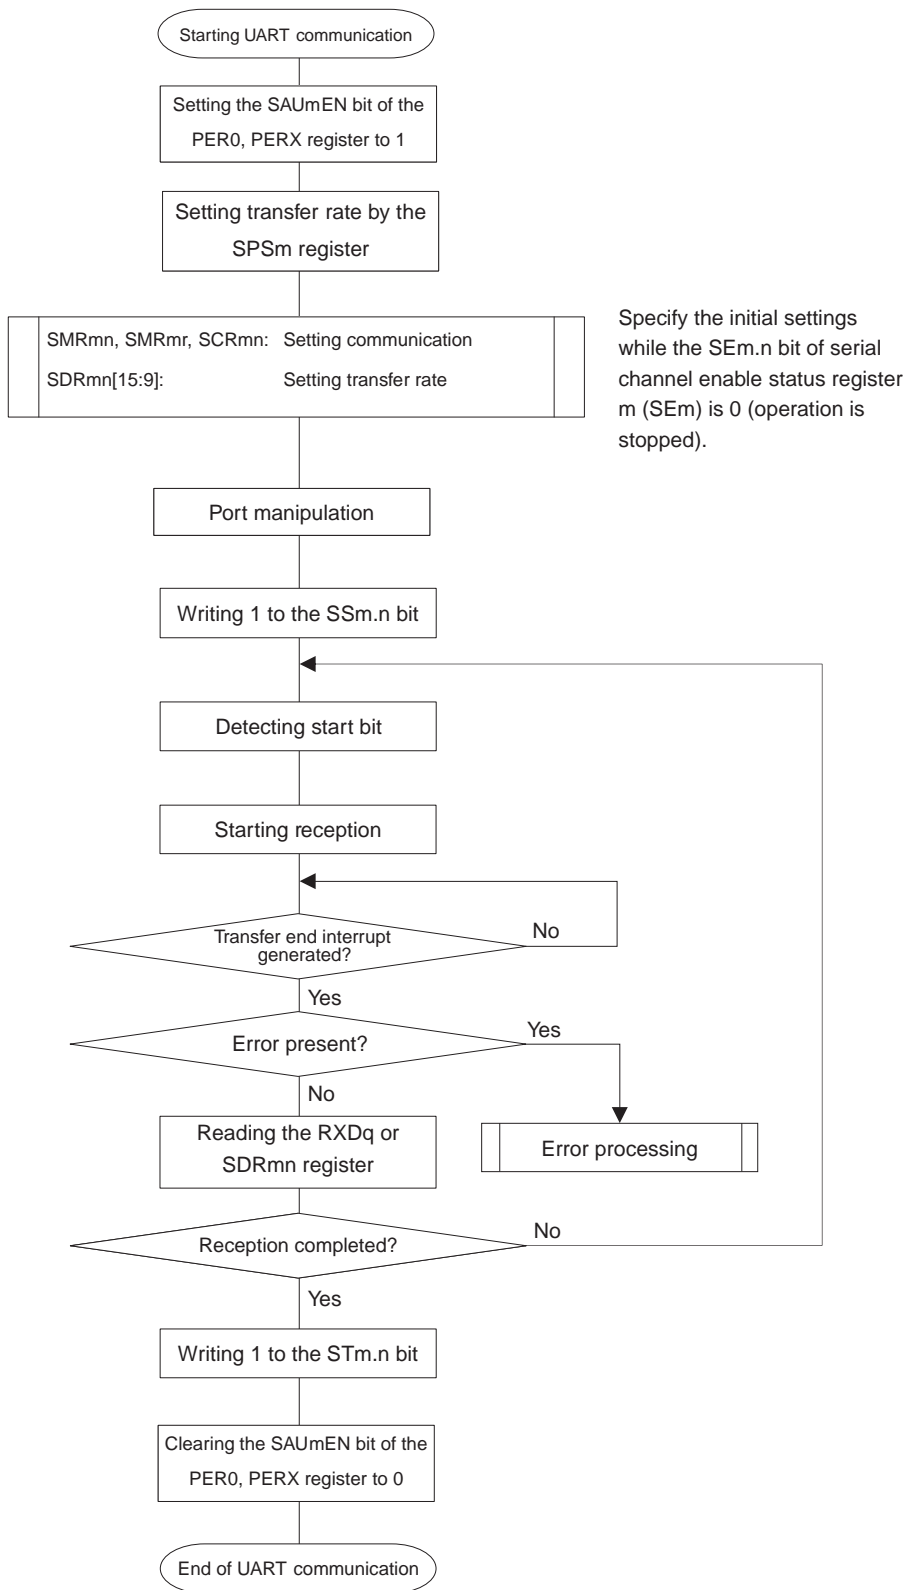 Starting UART communication
Setting the SAUmEN bit of the
PER0, PERX register to 1
Setting transfer rate by the
SPSm register
SMRmn, SMRmr, SCRmn: Setting communication
SDRmn[15:9]: Setting transfer rate
Specify the initial settings
while the SEm.n bit of serial
channel enable status register
m (SEm) is 0 (operation is
stopped).
Port manipulation
Writing 1 to the SSm.n bit
Detecting start bit
Starting reception
Transfer end interrupt
generated?
No
Yes
Error present?
Yes
No
Reading the RXDq or
SDRmn register
Error processing
Reception completed?
No
Yes
Writing 1 to the STm.n bit
Clearing the SAUmEN bit of the
PER0, PERX register to 0
End of UART communication